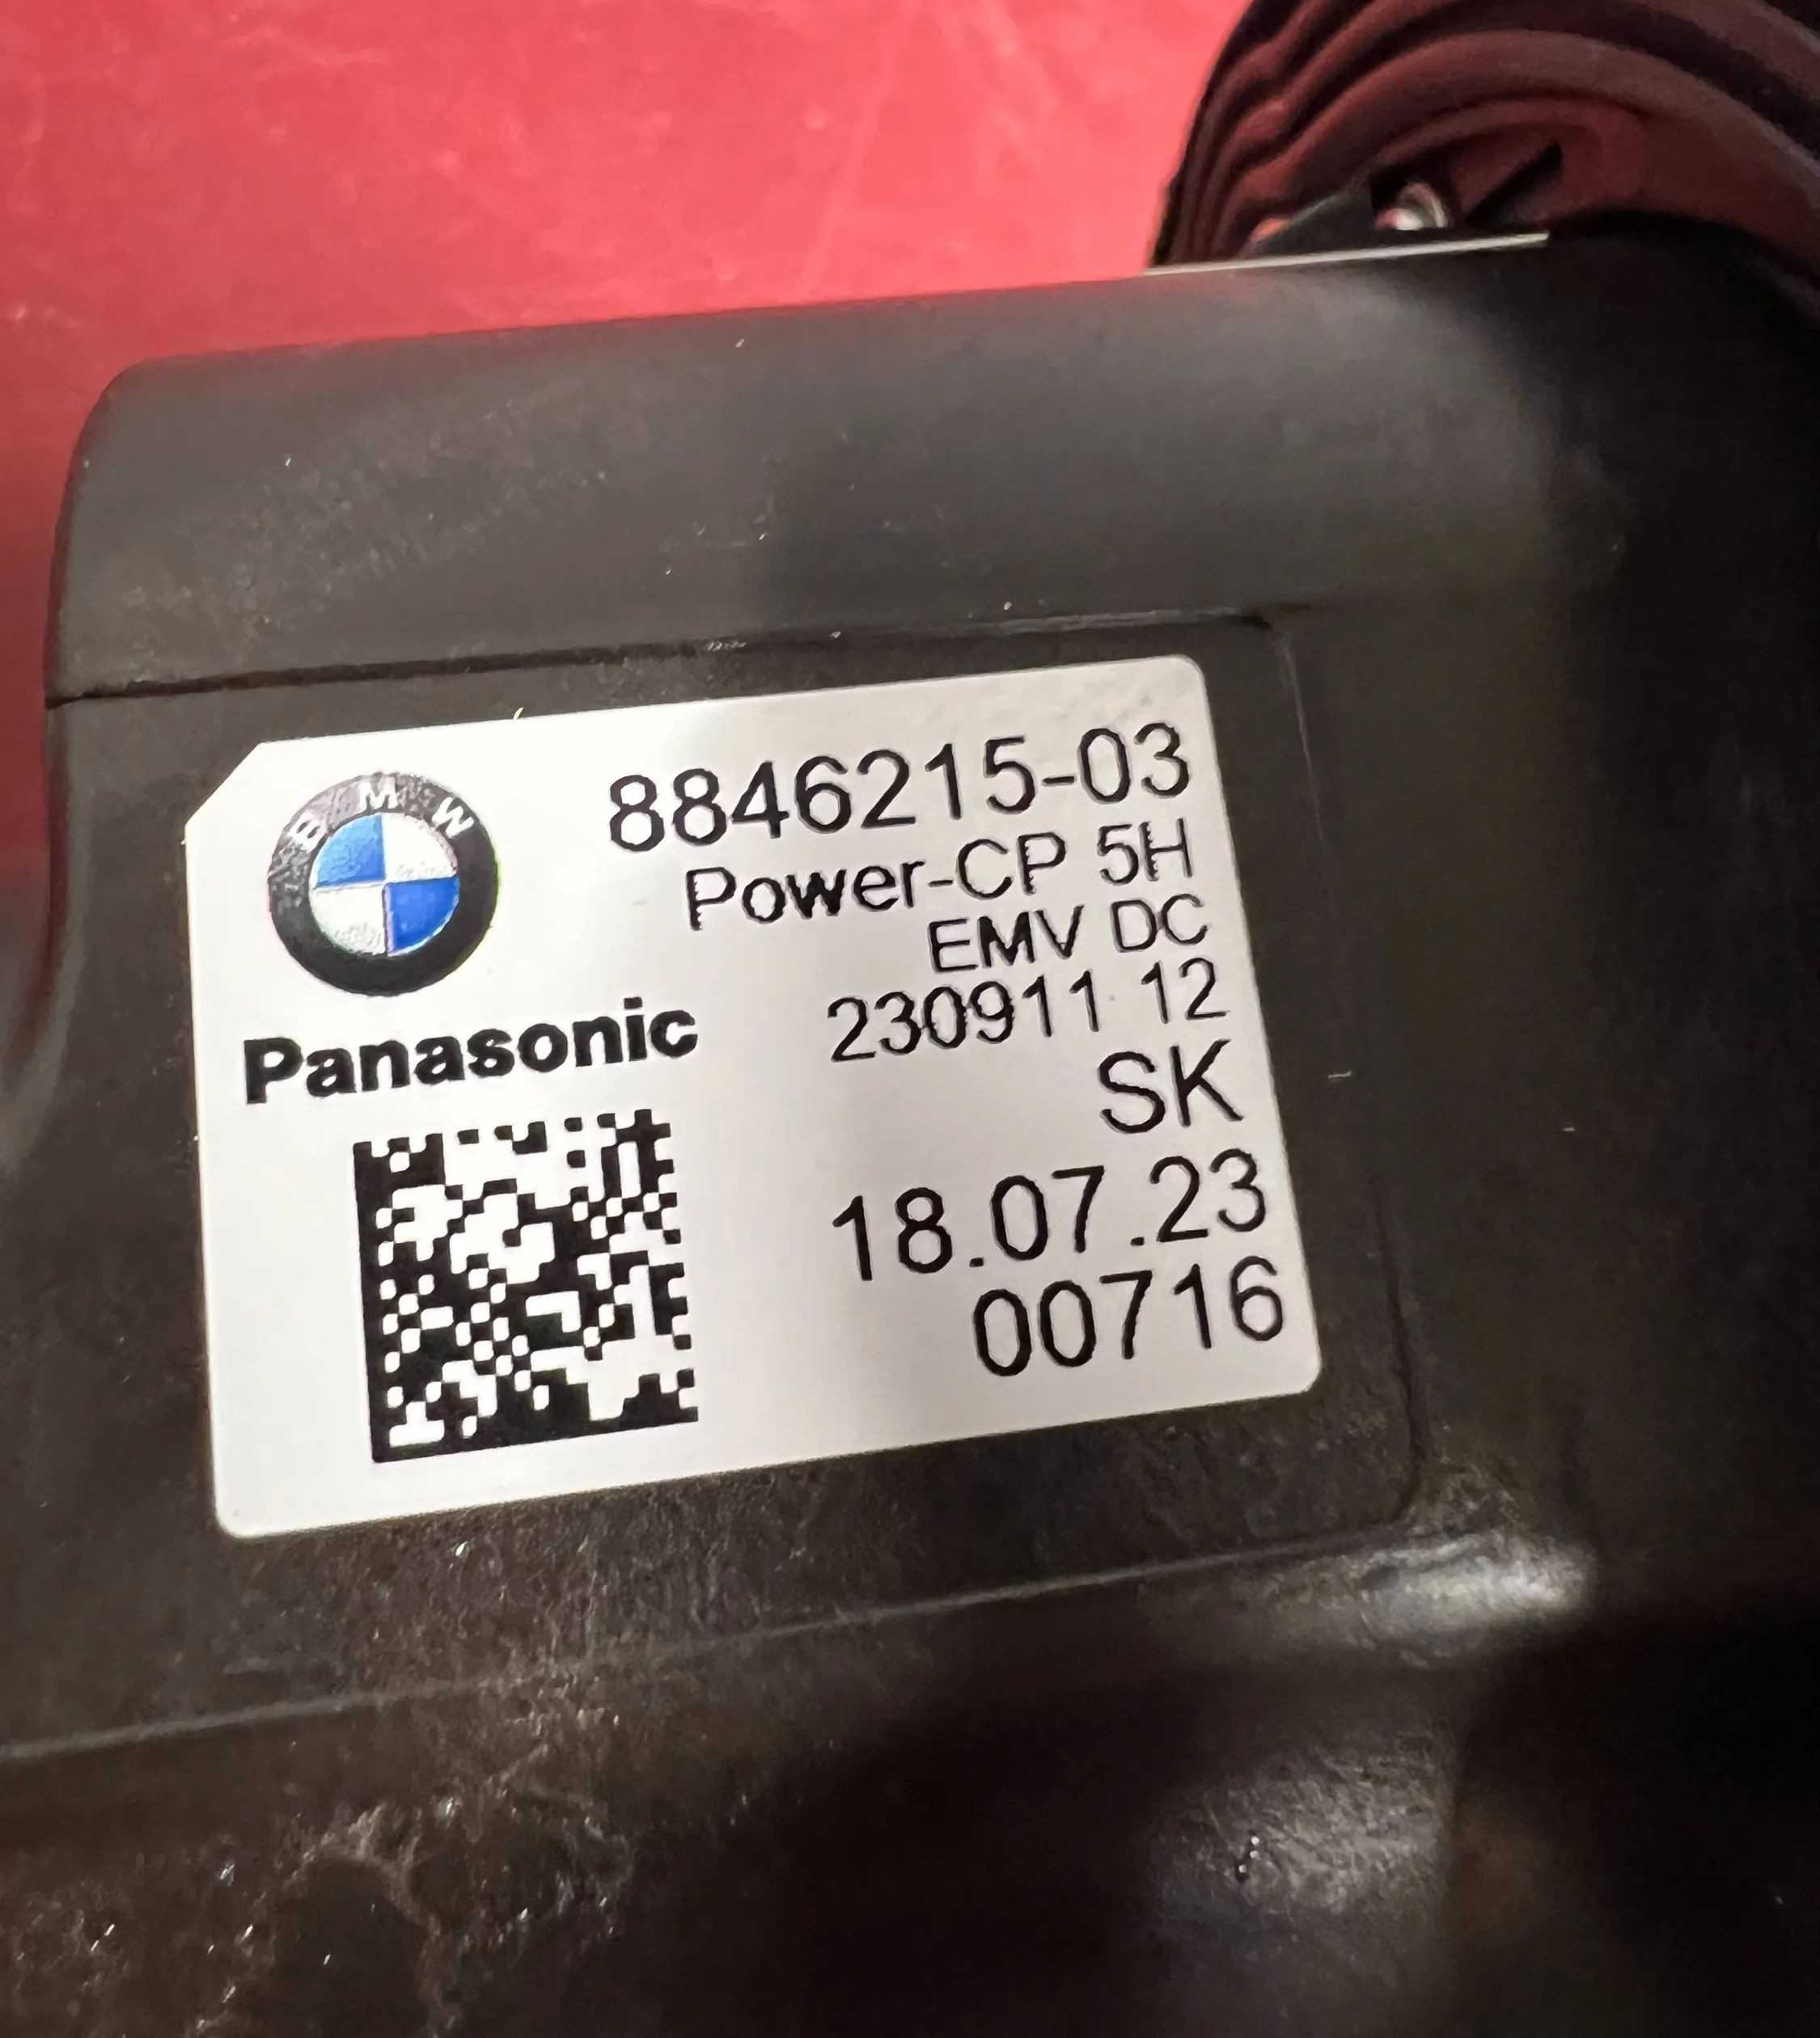 BMW
8846215-03
Power-CP 5H
EMV DC
230911 12
Panasonic
SK
18.07.23
00716